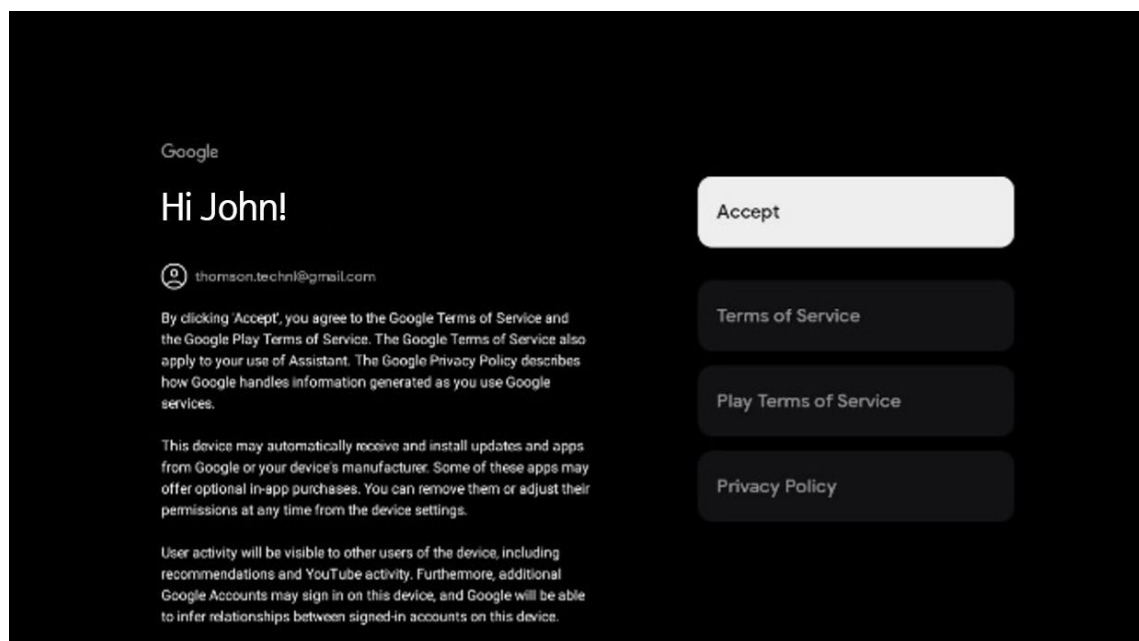 Google
Hi John!
thomson.technl@gmail.com
By clicking 'Accept', you agree to the Google Terms of Service and
the Google Play Terms of Service. The Google Terms of Service also
apply to your use of Assistant. The Google Privacy Policy describes
how Google handles information generated as you use Google
services.
This device may automatically receive and install updates and apps
from Google or your device's manufacturer. Some of these apps may
offer optional in-app purchases. You can remove them or adjust their
permissions at any time from the device settings.
User activity will be visible to other users of the device, including
recommendations and YouTube activity. Furthermore, additional
Google Accounts may sign in on this device, and Google will be able
to infer relationships between signed-in accounts on this device.
Accept
Terms of Service
Play Terms of Service
Privacy Policy